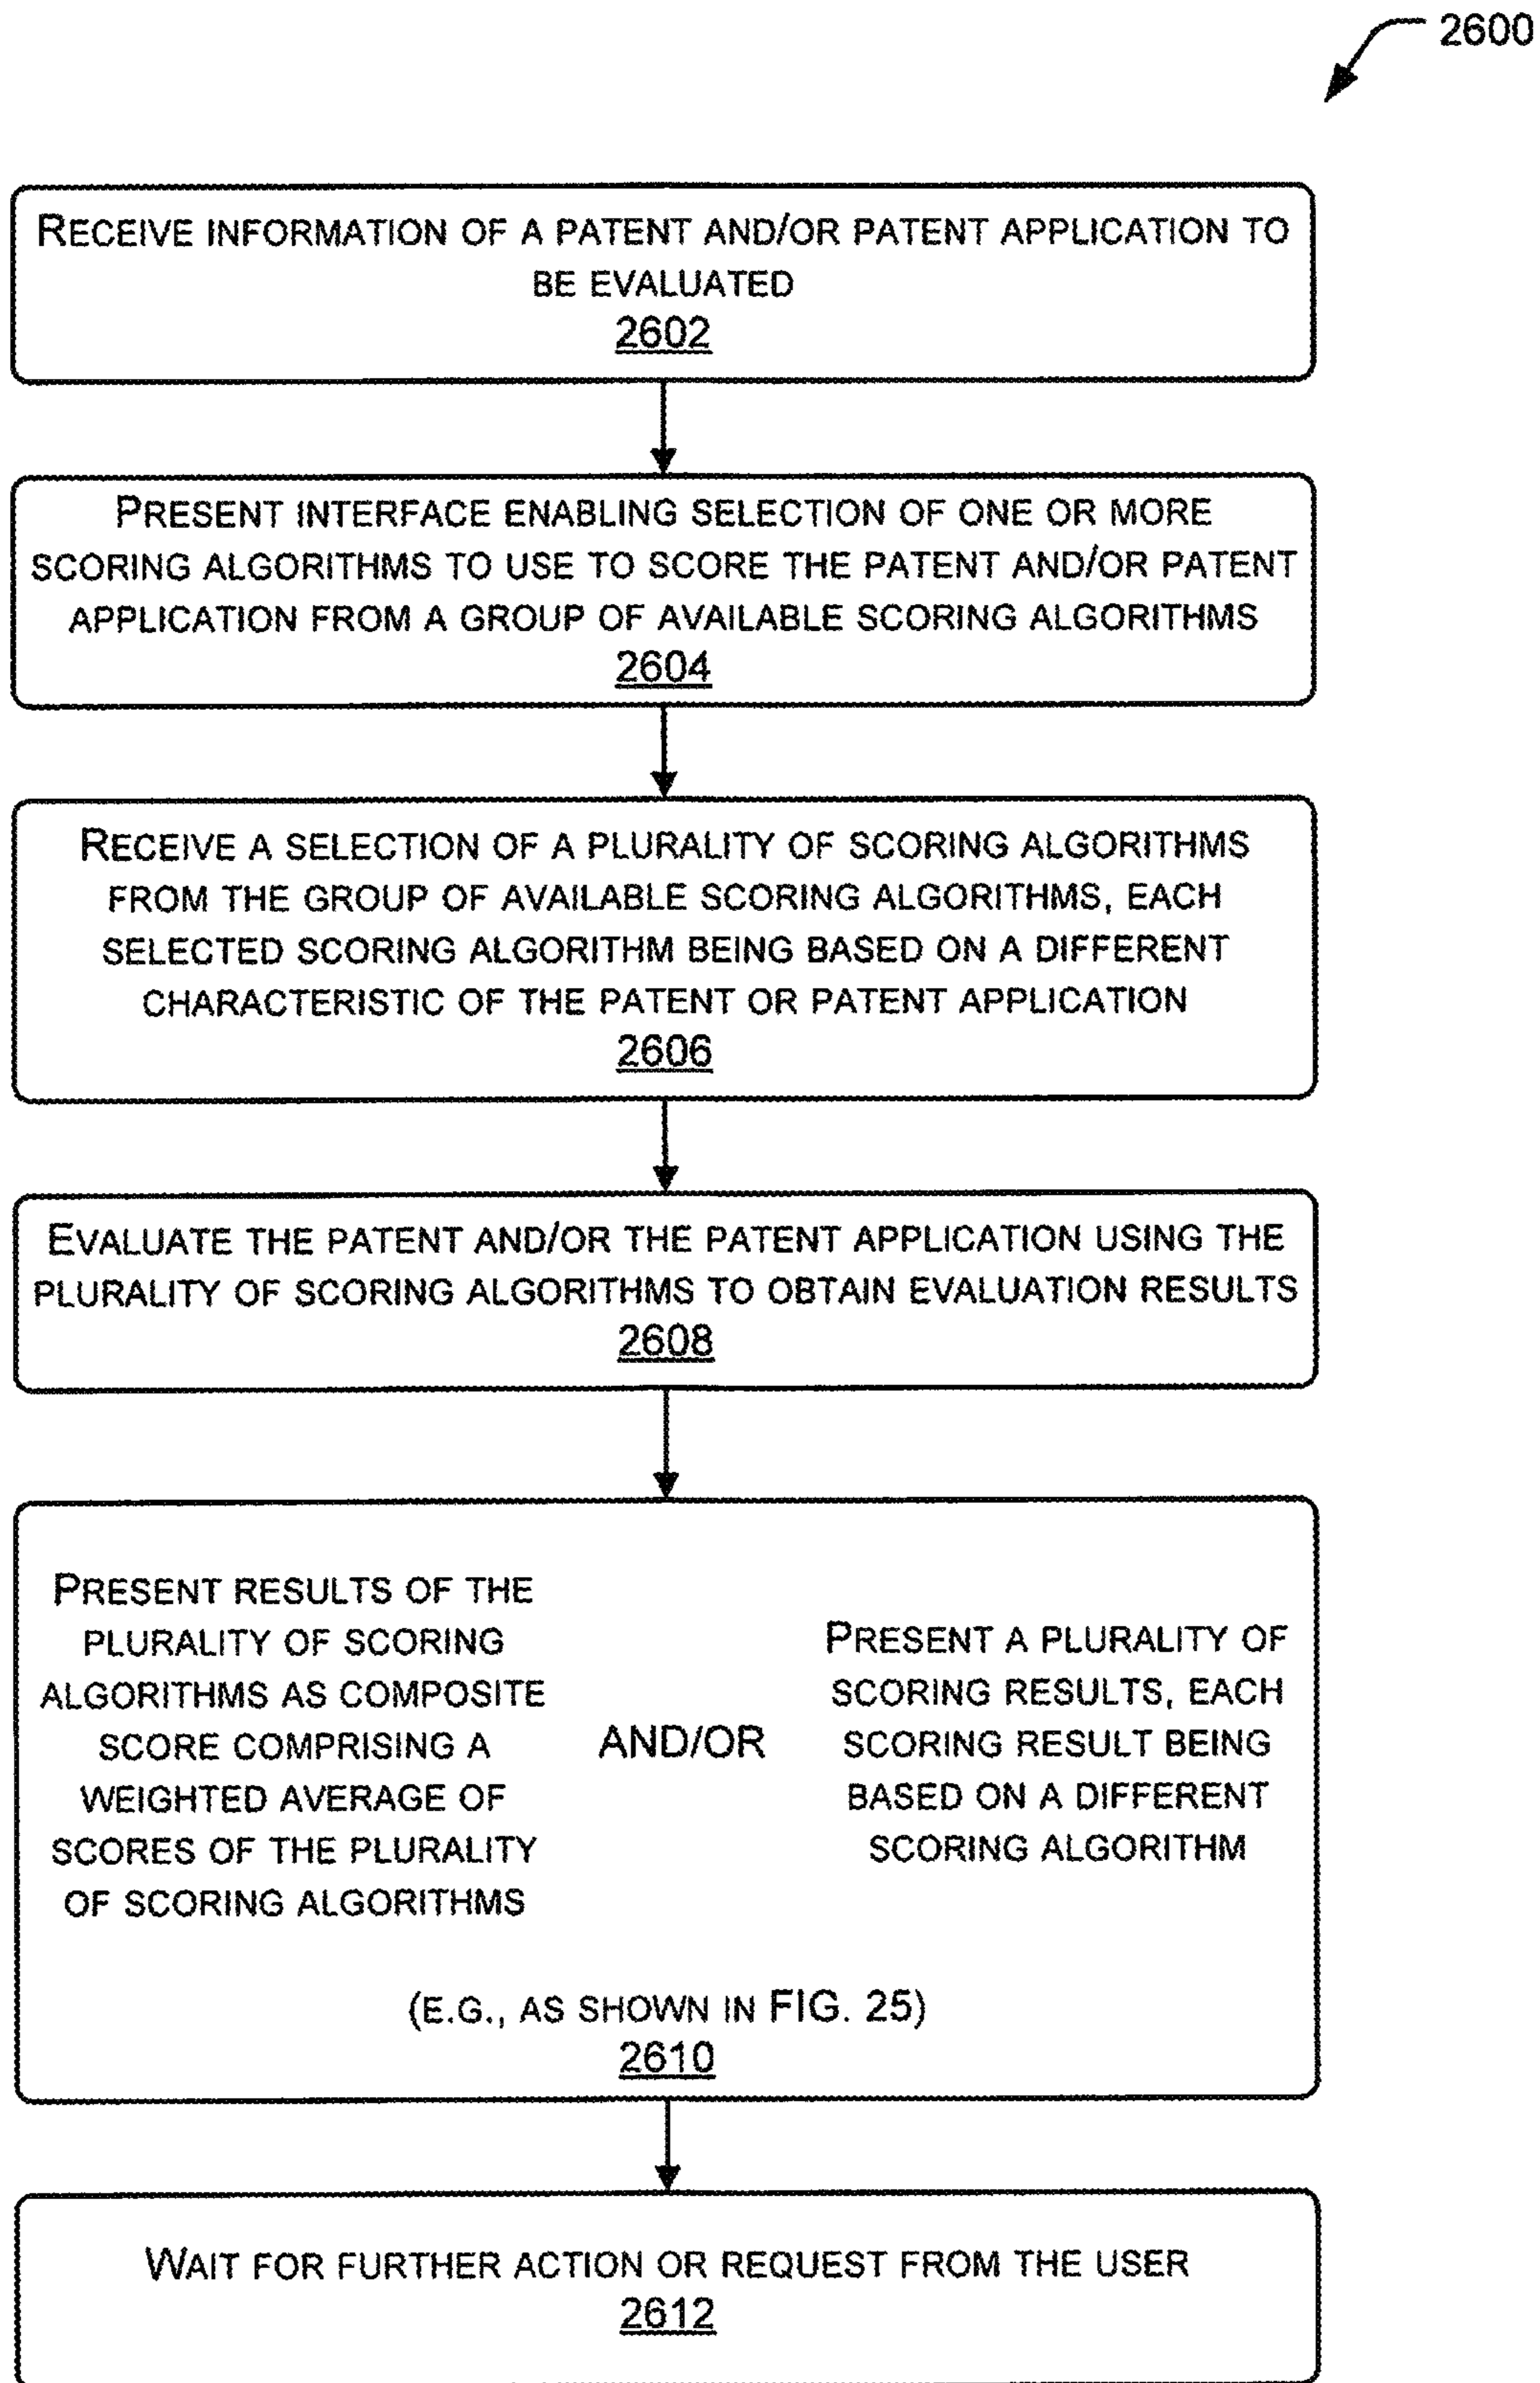 2600
RECEIVE INFORMATION OF A PATENT AND/OR PATENT APPLICATION TO
BE EVALUATED
2602
PRESENT INTERFACE ENABLING SELECTION OF ONE OR MORE
SCORING ALGORITHMS TO USE TO SCORE THE PATENT AND/OR PATENT
APPLICATION FROM A GROUP OF AVAILABLE SCORING ALGORITHMS
2604
RECEIVE A SELECTION OF A PLURALITY OF SCORING ALGORITHMS
FROM THE GROUP OF AVAILABLE SCORING ALGORITHMS, EACH
SELECTED SCORING ALGORITHM BEING BASED ON A DIFFERENT
CHARACTERISTIC OF THE PATENT OR PATENT APPLICATION
2606
EVALUATE THE PATENT AND/OR THE PATENT APPLICATION USING THE
PLURALITY OF SCORING ALGORITHMS TO OBTAIN EVALUATION RESULTS
2608
PRESENT RESULTS OF THE
PLURALITY OF SCORING
ALGORITHMS AS COMPOSITE
SCORE COMPRISING A
WEIGHTED AVERAGE OF
SCORES OF THE PLURALITY
OF SCORING ALGORITHMS
AND/OR
PRESENT A PLURALITY OF
SCORING RESULTS, EACH
SCORING RESULT BEING
BASED ON A DIFFERENT
SCORING ALGORITHM
(E.G., AS SHOWN IN FIG. 25)
2610
WAIT FOR FURTHER ACTION OR REQUEST FROM THE USER
2612